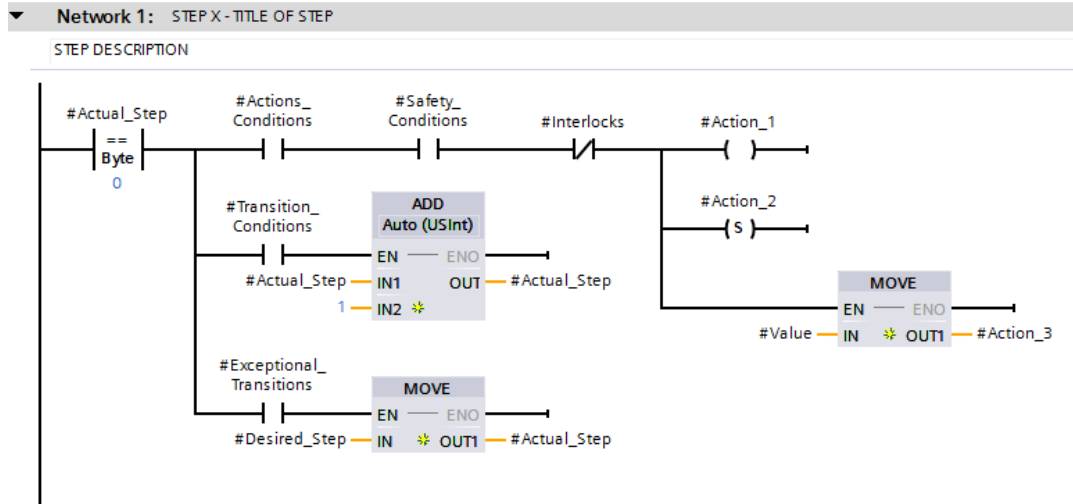 Network 1: STEP X - TITLE OF STEP
STEP DESCRIPTION
#Actual_Step
==
Byte
0
#Actions_
Conditions
#Safety_
Conditions
#Interlocks
#Action_1
( )
#Action_2
( S )
#Transition_
Conditions
ADD
Auto (USInt)
EN ENO
#Actual_Step IN1 OUT #Actual_Step
1 IN2
MOVE
EN ENO
#Value IN OUT1 #Action_3
#Exceptional_
Transitions
MOVE
EN ENO
#Desired_Step IN OUT1 #Actual_Step